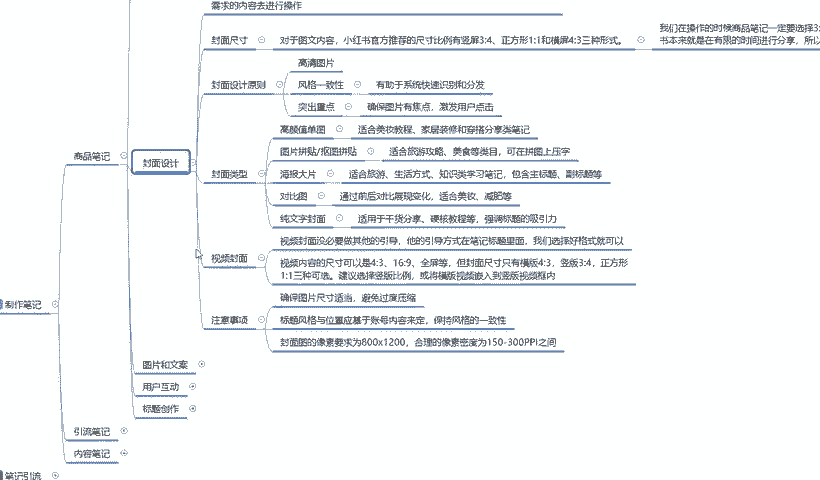 需求的内容去进行操作
我们在操作的时候商品笔记一定要选择3:
封面尺寸
对于图文内容，小红书官方推荐的尺寸比例有竖屏3:4、正方形1:1和横屏4:3三种形式。
书本来就是在有限的时间进行分享，所以
高清图片
封面设计原则
风格一致性
有助于系统快速识别和分发
突出重点
确保图片有焦点，激发用户点击
高颜值单图
适合美妆教程、家居装修和穿搭分享类笔记
商品笔记
封面设计
图片拼贴/抠图拼贴
适合旅游攻略、美食等类目，可在拼图上压字
封面类型
海报大片
适合旅游、生活方式、知识类学习笔记，包含主标题、副标题等
对比图
通过前后对比展现变化，适合美妆、减肥等
纯文字封面
适用于干货分享、硬核教程等，强调标题的吸引力
视频封面没必要做其他的引导，他的引导方式在笔记标题里面，我们选择好格式就可以
视频封面
视频内容的尺寸可以是4:3、16:9、全屏等，但封面尺寸只有横版4:3，竖版3:4，正方形
1:1三种可选。建议选择竖版比例，或将横版视频嵌入到竖版视频框内
确保图片尺寸适当，避免过度压缩
制作笔记
注意事项
标题风格与位置应基于账号内容来定，保持风格的一致性
封面图的像素要求为800x1200，合理的像素密度为150-300PPI之间
图片和文案
用户互动
标题创作
引流笔记
内容笔记
笔记引流